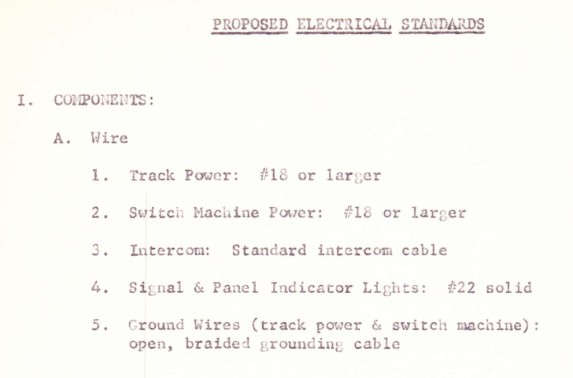 PROPOSED ELECTRICAL STANDARDS
I. COMPONENTS:
A. Wire
1. Track Power: #18 or larger
2. Switch Machine Power: #18 or larger
3. Intercom: Standard intercom cable
4. Signal & Panel Indicator Lights: #22 solid
5. Ground Wires (track power & switch machine):
open, braided grounding cable